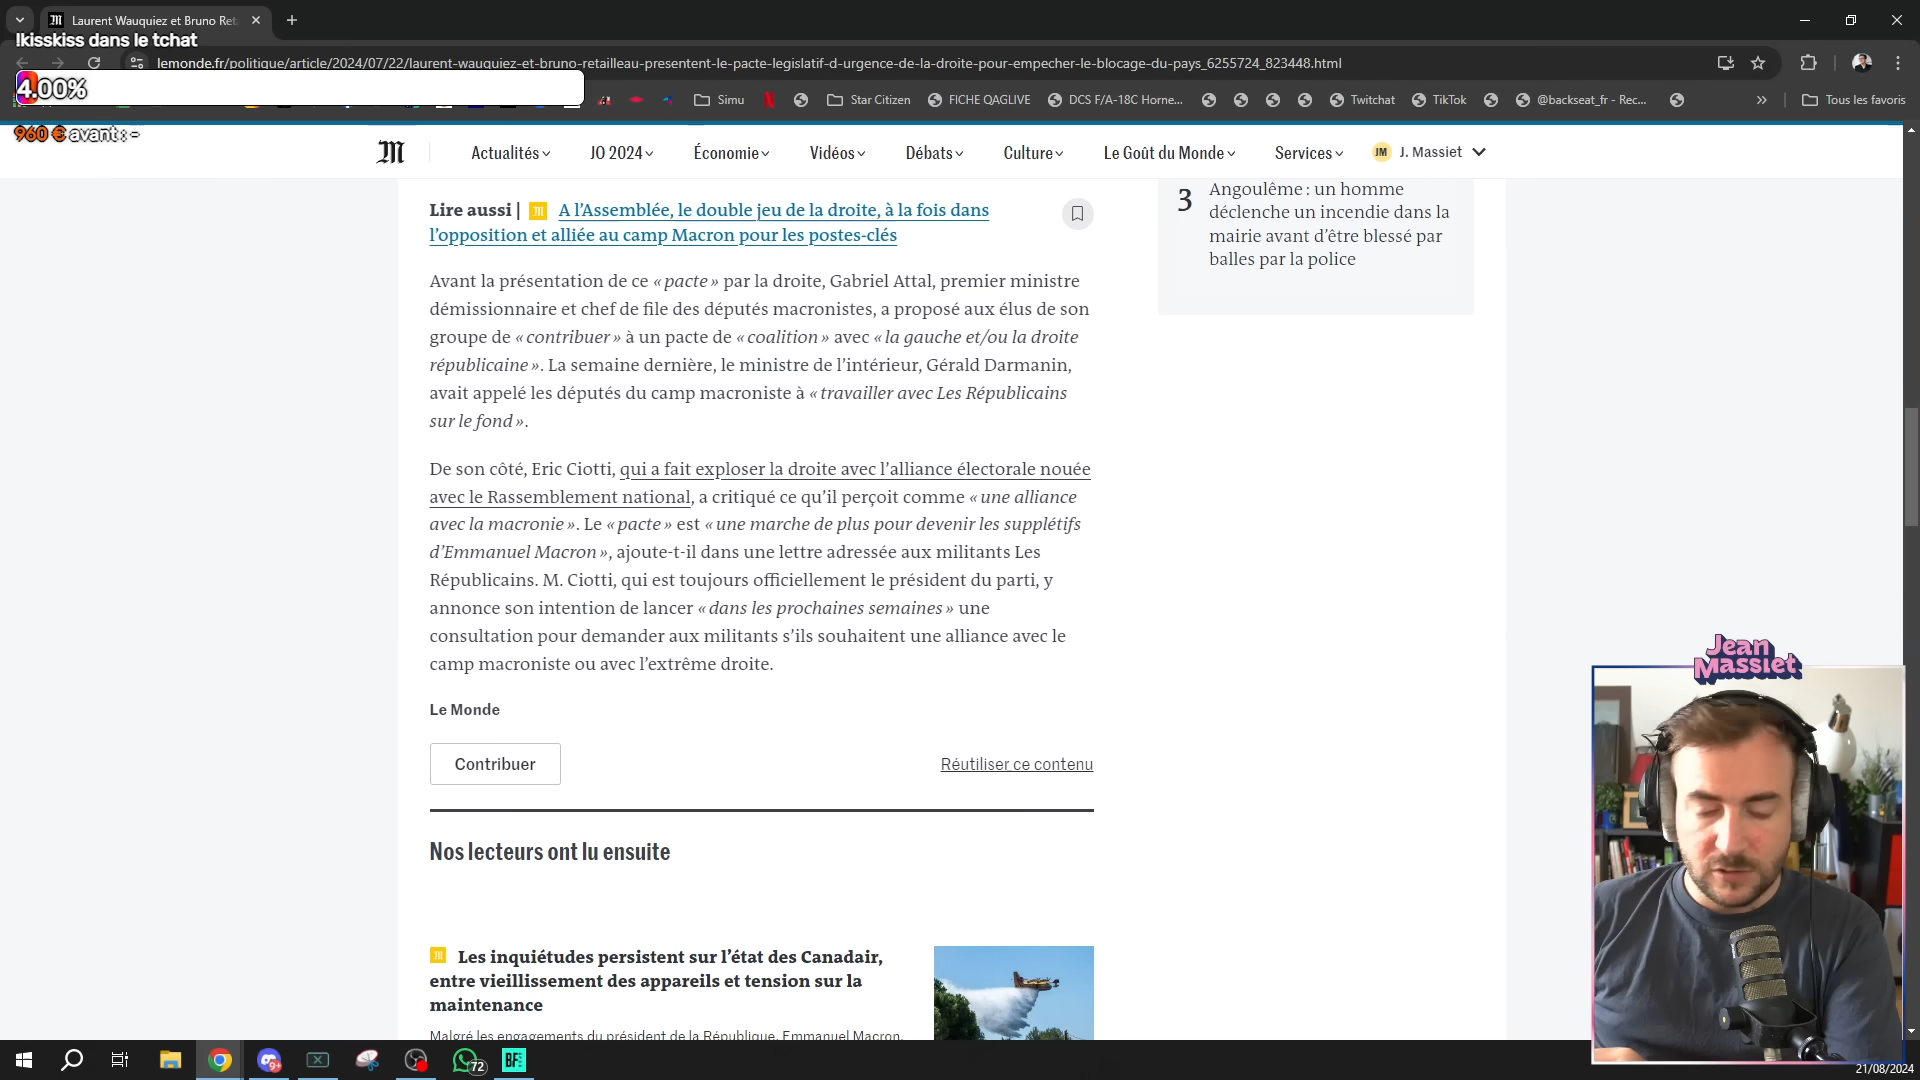 Laurent Wauquiez et Bruno Ret
!kisskiss dans le tchat
lemonde.fr/politique/article/2024/07/22/laurent-wauquiez-et-bruno-retailleau-presentent-le-pacte-legislatif-d-urgence-de-la-droite-pour-empecher-le-blocage-du-pays_6255724_823448.html
4.00%
Simu
Star Citizen
FICHE QAGLIVE
DCS F/A-18C Horne...
Twitchat
TikTok
@backseat_fr - Rec...
Tous les favoris
960 € avant : -
M
Actualités
JO 2024
Économie
Vidéos
Débats
Culture
Le Goût du Monde
Services
JM
J. Massiet
Lire aussi | A l’Assemblée, le double jeu de la droite, à la fois dans
l’opposition et alliée au camp Macron pour les postes-clés
3
Angoulême : un homme
déclenche un incendie dans la
mairie avant d’être blessé par
balles par la police
Avant la présentation de ce « pacte » par la droite, Gabriel Attal, premier ministre
démissionnaire et chef de file des députés macronistes, a proposé aux élus de son
groupe de « contribuer » à un pacte de « coalition » avec « la gauche et/ou la droite
républicaine ». La semaine dernière, le ministre de l’intérieur, Gérald Darmanin,
avait appelé les députés du camp macroniste à « travailler avec Les Républicains
sur le fond ».
De son côté, Eric Ciotti, qui a fait exploser la droite avec l’alliance électorale nouée
avec le Rassemblement national, a critiqué ce qu’il perçoit comme « une alliance
avec la macronie ». Le « pacte » est « une marche de plus pour devenir les supplétifs
d’Emmanuel Macron », ajoute-t-il dans une lettre adressée aux militants Les
Républicains. M. Ciotti, qui est toujours officiellement le président du parti, y
annonce son intention de lancer « dans les prochaines semaines » une
consultation pour demander aux militants s’ils souhaitent une alliance avec le
camp macroniste ou avec l’extrême droite.
Le Monde
Contribuer
Réutiliser ce contenu
Nos lecteurs ont lu ensuite
Les inquiétudes persistent sur l’état des Canadair,
entre vieillissement des appareils et tension sur la
maintenance
Malgré les engagements du président de la République, Emmanuel Macron,
Jean
Massiet
9+
72
BF
21/08/2024